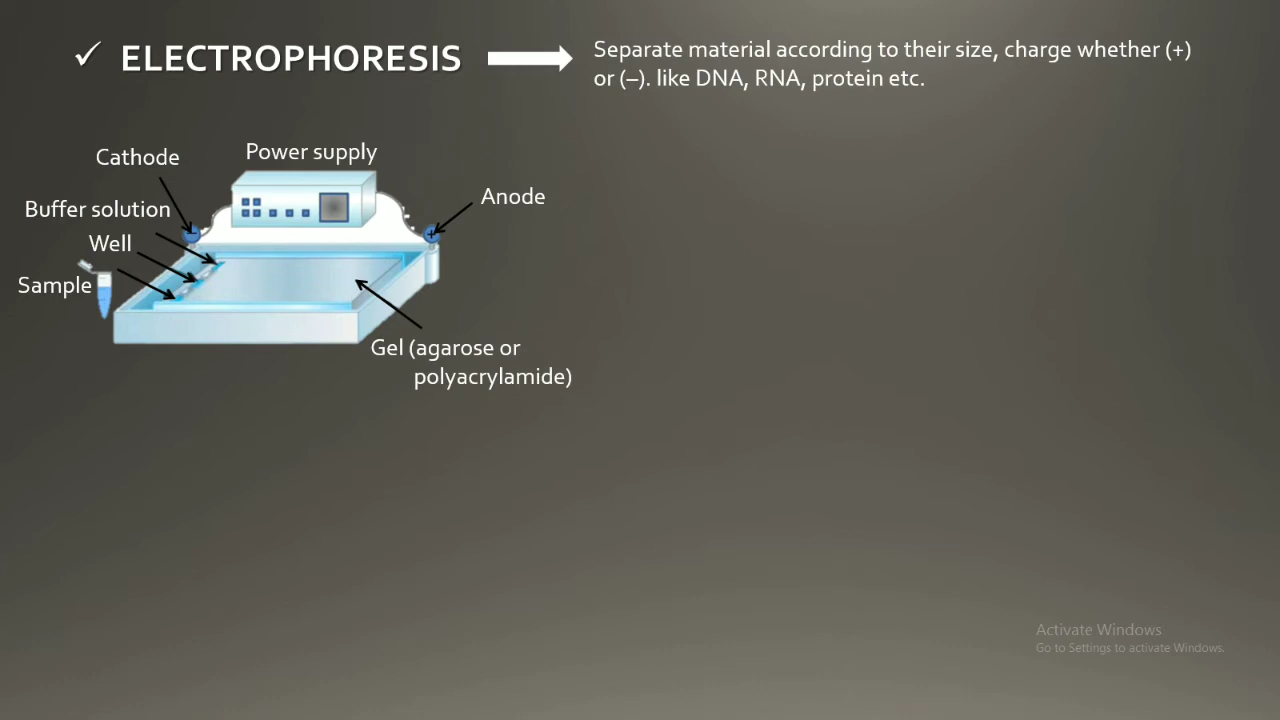 ✓ ELECTROPHORESIS
Separate material according to their size, charge whether (+)
or (–). like DNA, RNA, protein etc.
Cathode
Power supply
Anode
Buffer solution
Well
Sample
Gel (agarose or
polyacrylamide)
Activate Windows
Go to Settings to activate Windows.